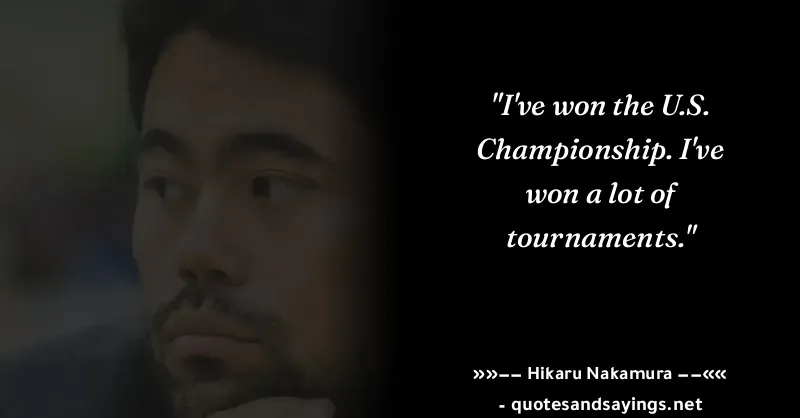 "I've won the U.S.
Championship. I've
won a lot of
tournaments."
»»−− Hikaru Nakamura −−««
- quotesandsayings.net